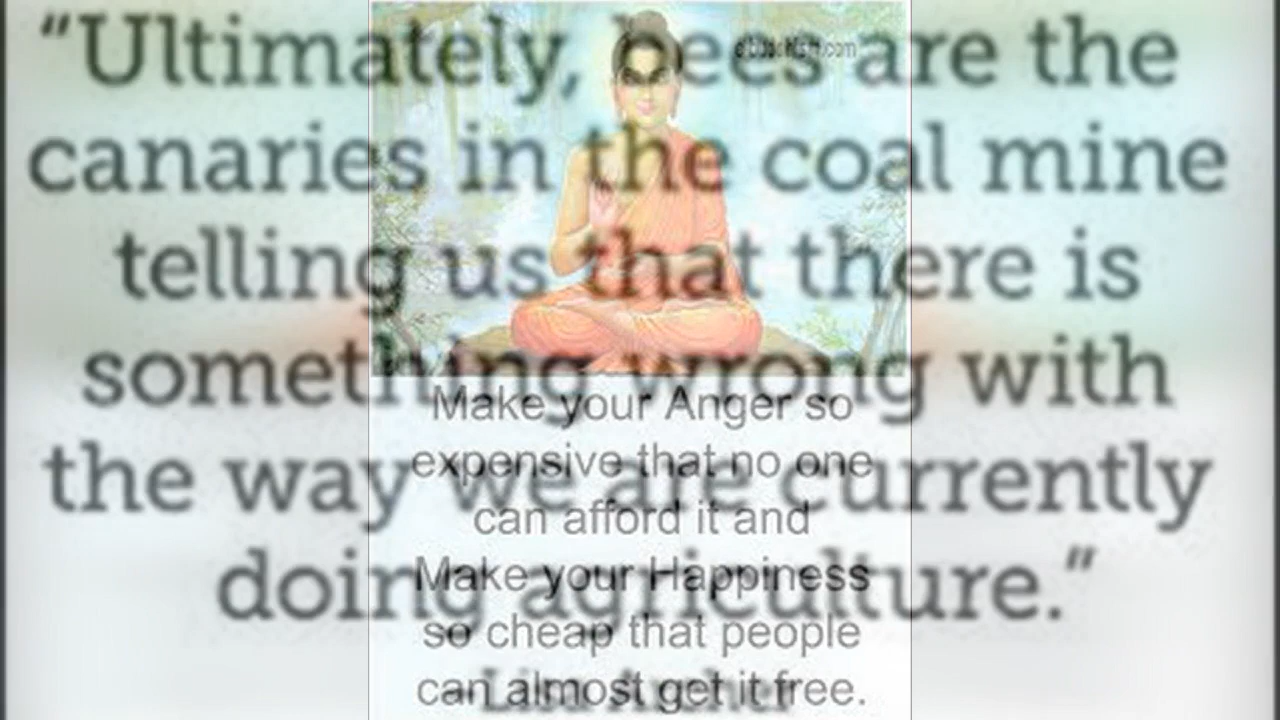 “Ultimately, bees are the
canaries in the coal mine
telling us that there is
something wrong with
the way we are currently
doing agriculture.”
Make your Anger so
expensive that no one
can afford it and
Make your Happiness
so cheap that people
can almost get it free.